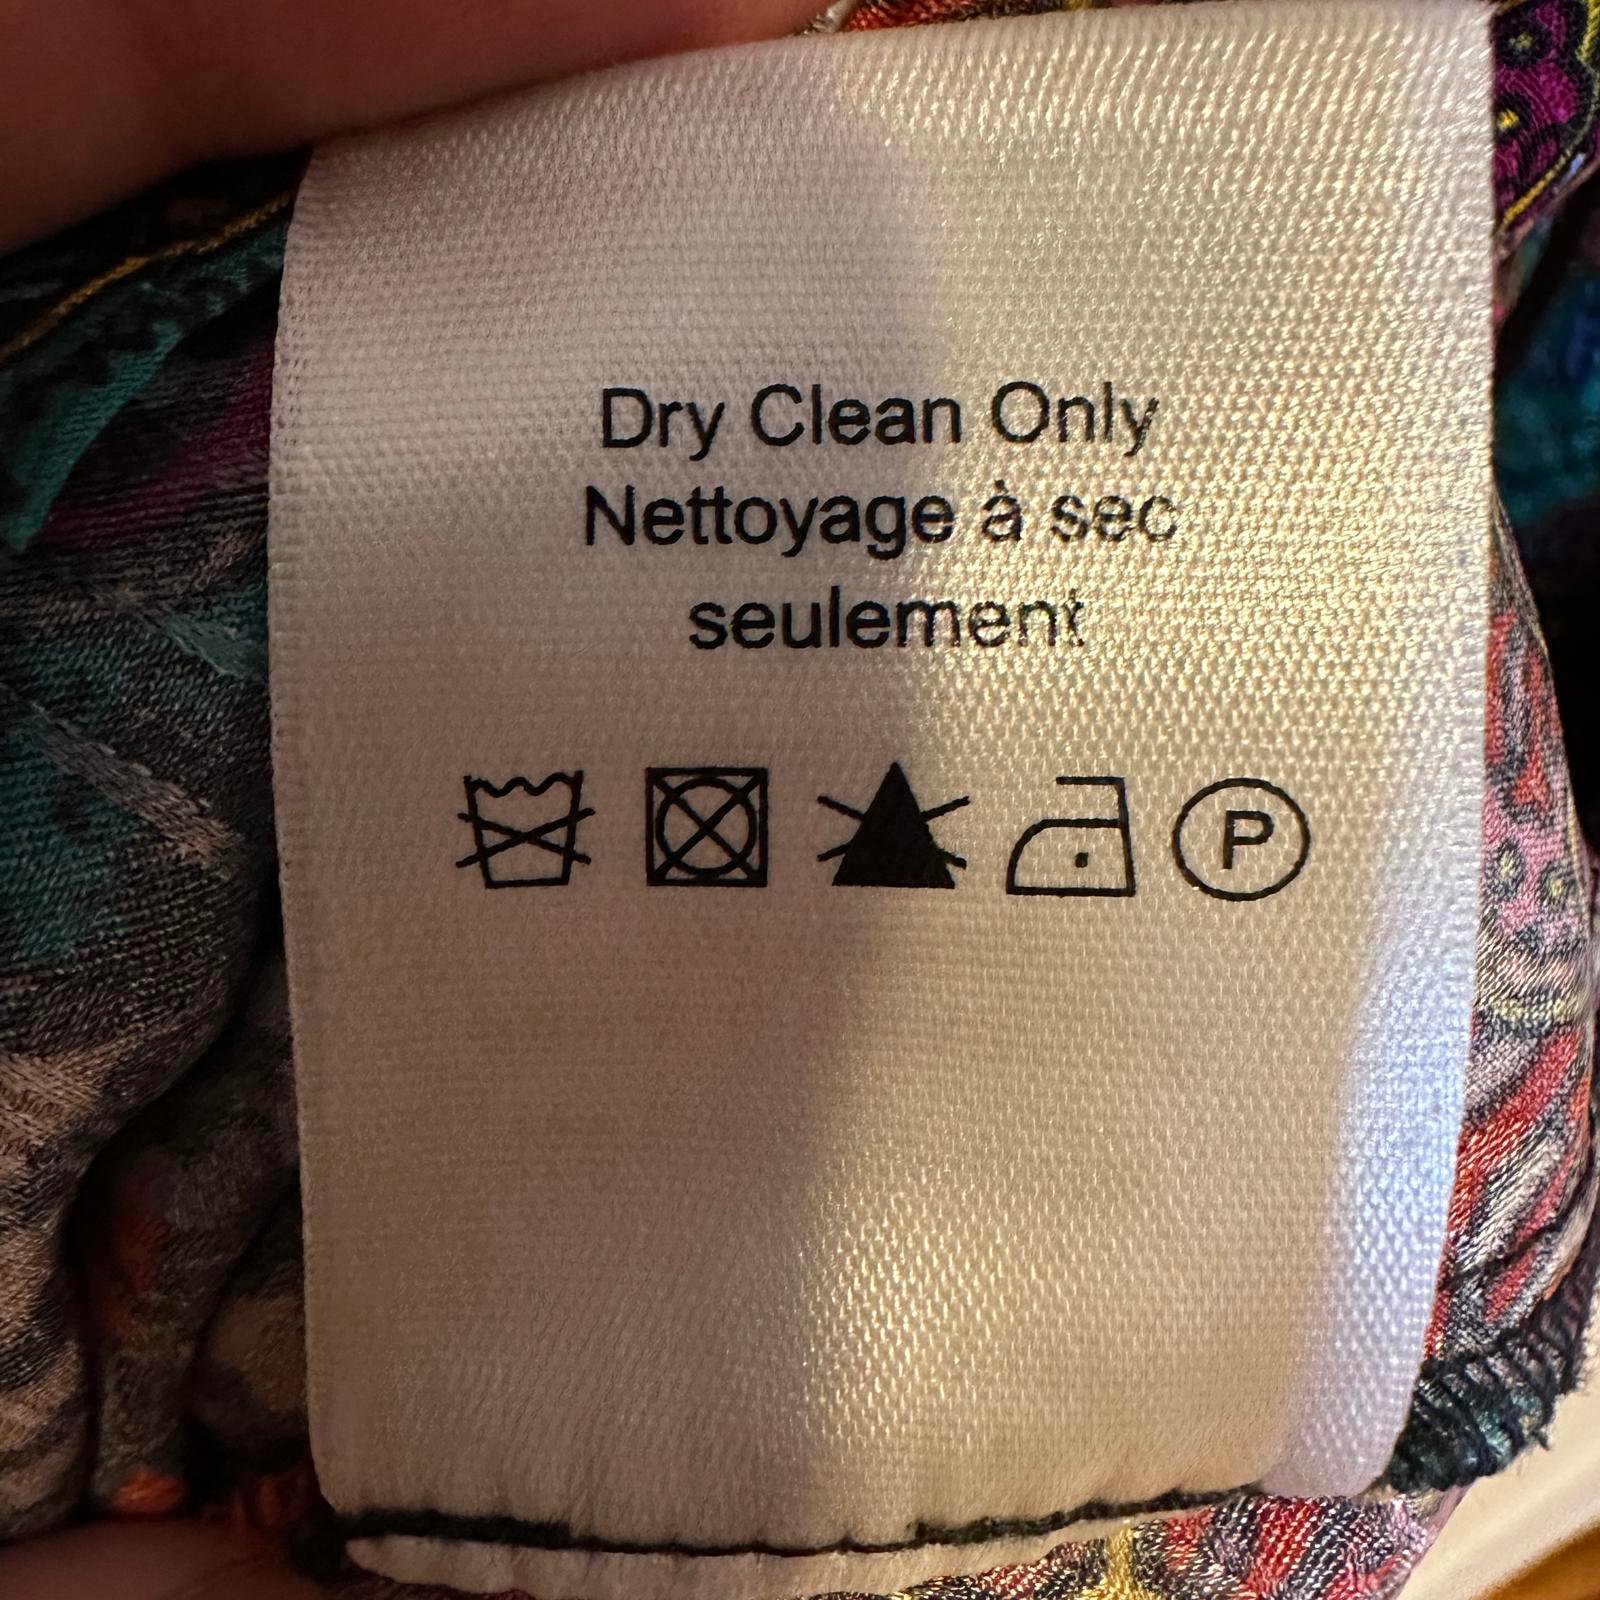 Dry Clean Only
Nettoyage à sec
seulement
P